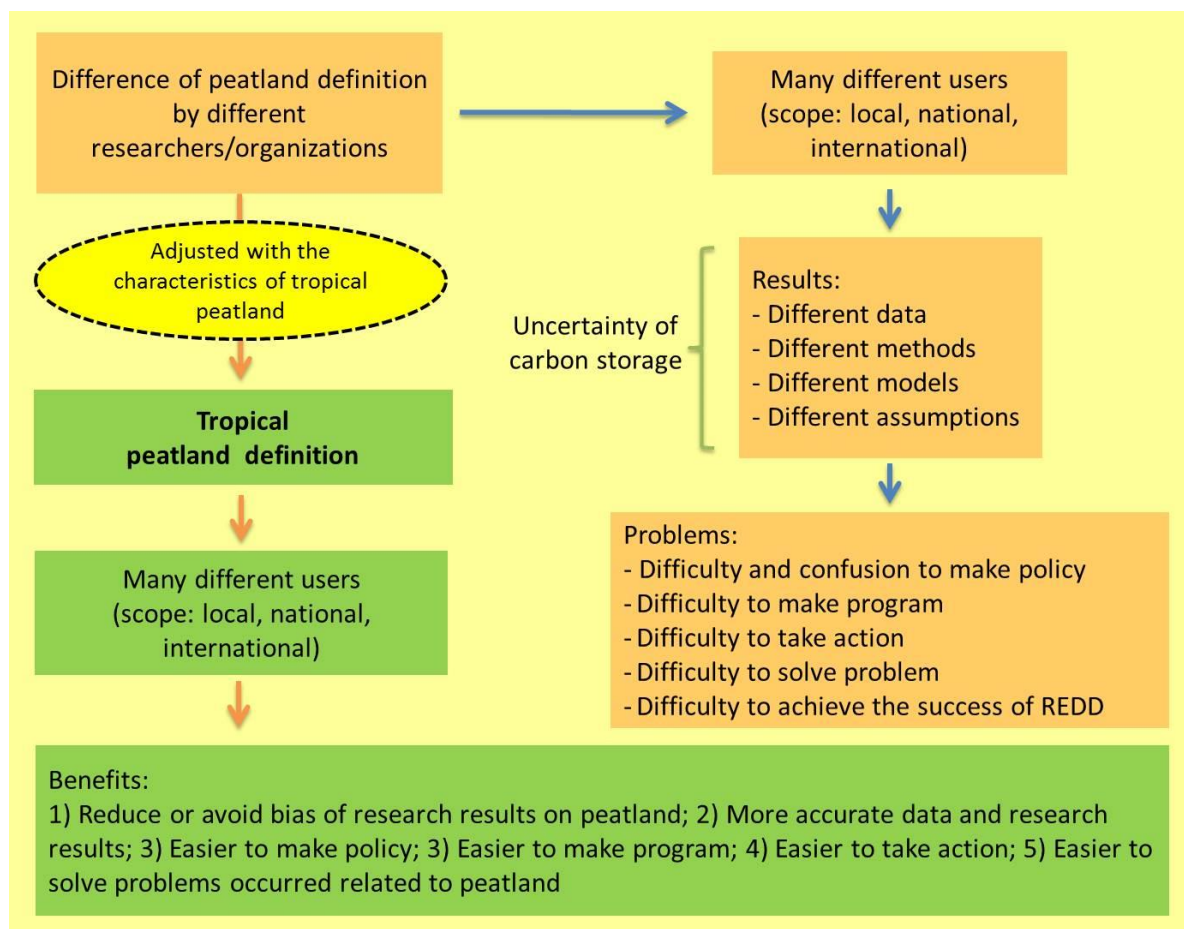 Difference of peatland definition
by different
researchers/organizations
Many different users
(scope: local, national,
international)
Adjusted with the
characteristics of tropical
peatland
Uncertainty of
carbon storage
Results:
- Different data
- Different methods
- Different models
- Different assumptions
Tropical
peatland definition
Many different users
(scope: local, national,
international)
Problems:
- Difficulty and confusion to make policy
- Difficulty to make program
- Difficulty to take action
- Difficulty to solve problem
- Difficulty to achieve the success of REDD
Benefits:
1) Reduce or avoid bias of research results on peatland; 2) More accurate data and research
results; 3) Easier to make policy; 3) Easier to make program; 4) Easier to take action; 5) Easier to
solve problems occurred related to peatland